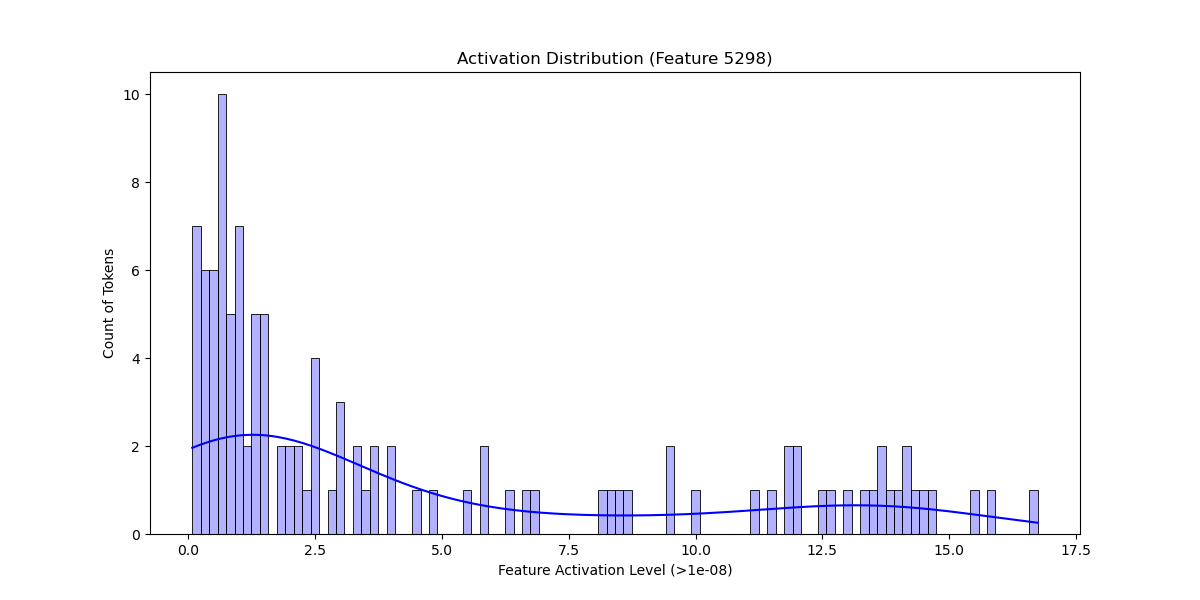 Activation Distribution (Feature 5298)
10
8
6
4
2
0
Count of Tokens
0.0 2.5 5.0 7.5 10.0 12.5 15.0 17.5
Feature Activation Level (>1e-08)